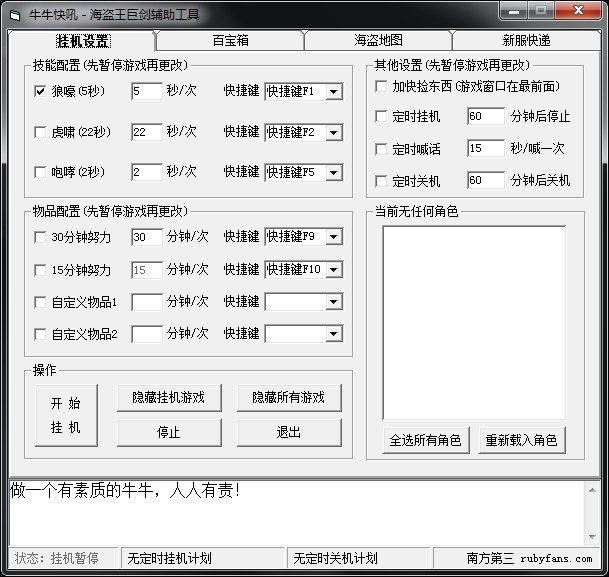 牛牛快吼 - 海盗王巨剑辅助工具
挂机设置 百宝箱 海盗地图 新服快递
技能配置(先暂停游戏再更改)
狼嚎(5秒) 5 秒/次 快捷键 快捷键F1
虎啸(22秒) 22 秒/次 快捷键 快捷键F2
咆哮(2秒) 2 秒/次 快捷键 快捷键F5
物品配置(先暂停游戏再更改)
30分钟努力 30 分钟/次 快捷键 快捷键F9
15分钟努力 15 分钟/次 快捷键 快捷键F10
自定义物品1 分钟/次 快捷键
自定义物品2 分钟/次 快捷键
操作
开 始
挂 机
隐藏挂机游戏 隐藏所有游戏
停止 退出
其他设置(先暂停游戏再更改)
加快捡东西(游戏窗口在最前面)
定时挂机 60 分钟后停止
定时喊话 15 秒/喊一次
定时关机 60 分钟后关机
当前无任何角色
全选所有角色 重新载入角色
做一个有素质的牛牛，人人有责！
状态: 挂机暂停 无定时挂机计划 无定时关机计划 南方第三 rubyfans.com